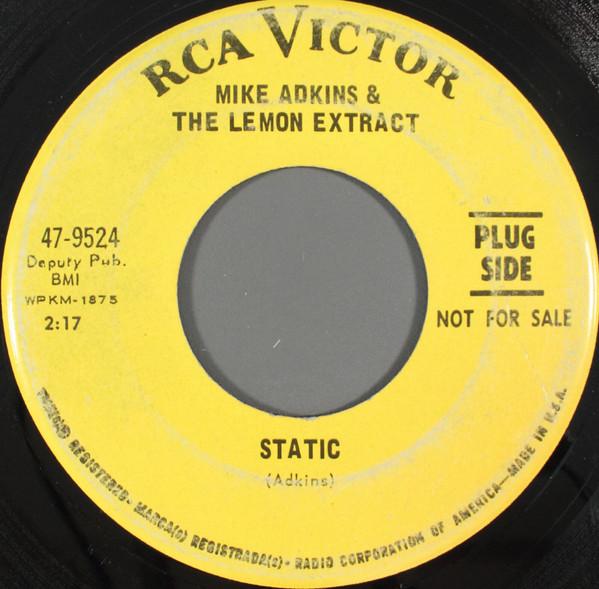 RCA VICTOR
MIKE ADKINS &
THE LEMON EXTRACT
47-9524
Deputy Pub.
BMI
WPKM-1875
2:17
PLUG
SIDE
NOT FOR SALE
STATIC
(Adkins)
TMK(s)® REGISTERED-MARCA(s) REGISTRADA(s)-RADIO CORPORATION OF AMERICA-MADE IN U.S.A.